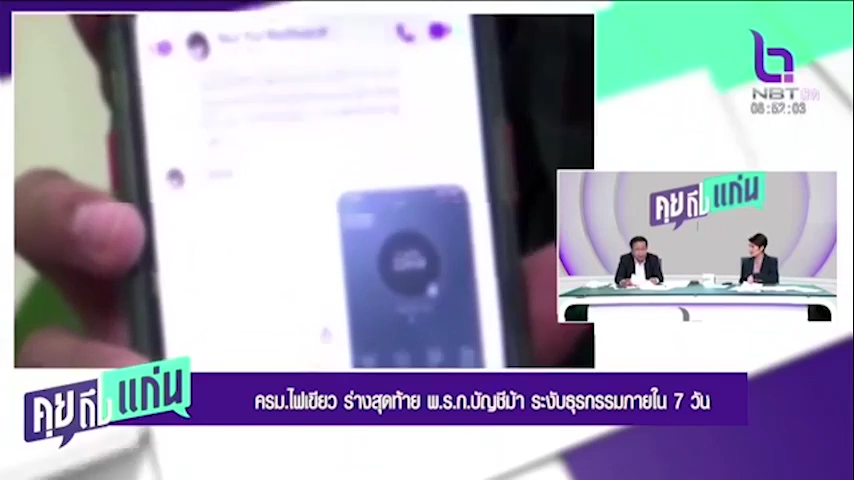 NBT
06:52:03
คุยถึงแก่น
คุยถึงแก่น
ครม.ไฟเขียว ร่างสุดท้าย พ.ร.ก.บัญชีม้า ระงับธุรกรรมภายใน 7 วัน